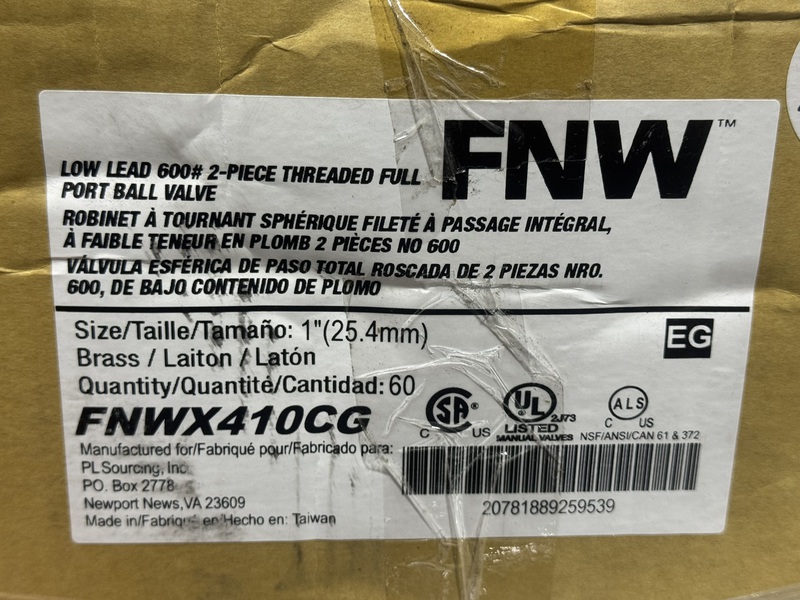 FNW™
LOW LEAD 600# 2-PIECE THREADED FULL
PORT BALL VALVE
ROBINET À TOURNANT SPHÉRIQUE FILETÉ À PASSAGE INTÉGRAL,
À FAIBLE TENEUR EN PLOMB 2 PIÈCES NO 600
VÁLVULA ESFÉRICA DE PASO TOTAL ROSCADA DE 2 PIEZAS NRO.
600, DE BAJO CONTENIDO DE PLOMO
Size/Taille/Tamaño: 1"(25.4mm)
EG
Brass / Laiton / Latón
Quantity/Quantité/Cantidad: 60
FNWX410CG
C SA® US
UL 2J73
LISTED
MANUAL VALVES
ALS
C US
NSF/ANSI/CAN 61 & 372
Manufactured for/Fabriqué pour/Fabricado para:
PL Sourcing, Inc.
PO. Box 2778
Newport News, VA 23609
Made in/Fabriqué en/Hecho en: Taiwan
20781889259539